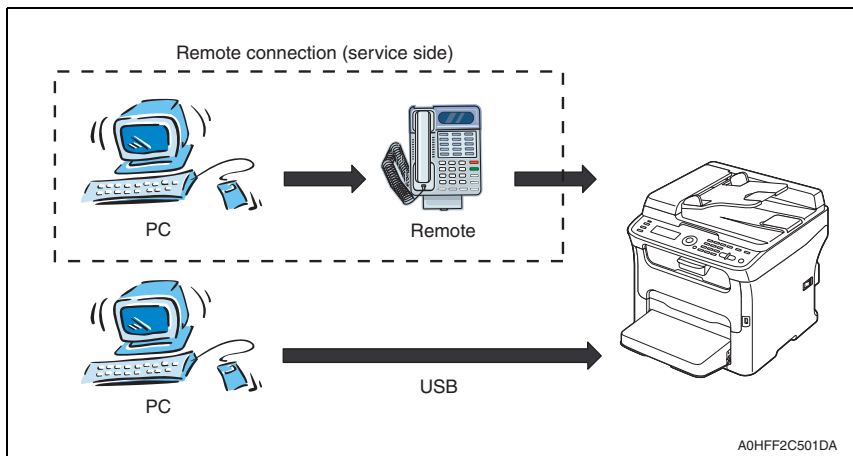 Remote connection (service side)
PC
Remote
PC
USB
A0HFF2C501DA